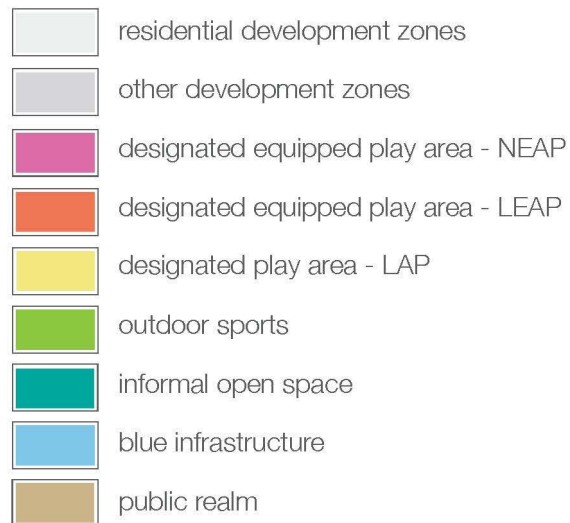 residential development zones
other development zones
designated equipped play area - NEAP
designated equipped play area - LEAP
designated play area - LAP
outdoor sports
informal open space
blue infrastructure
public realm